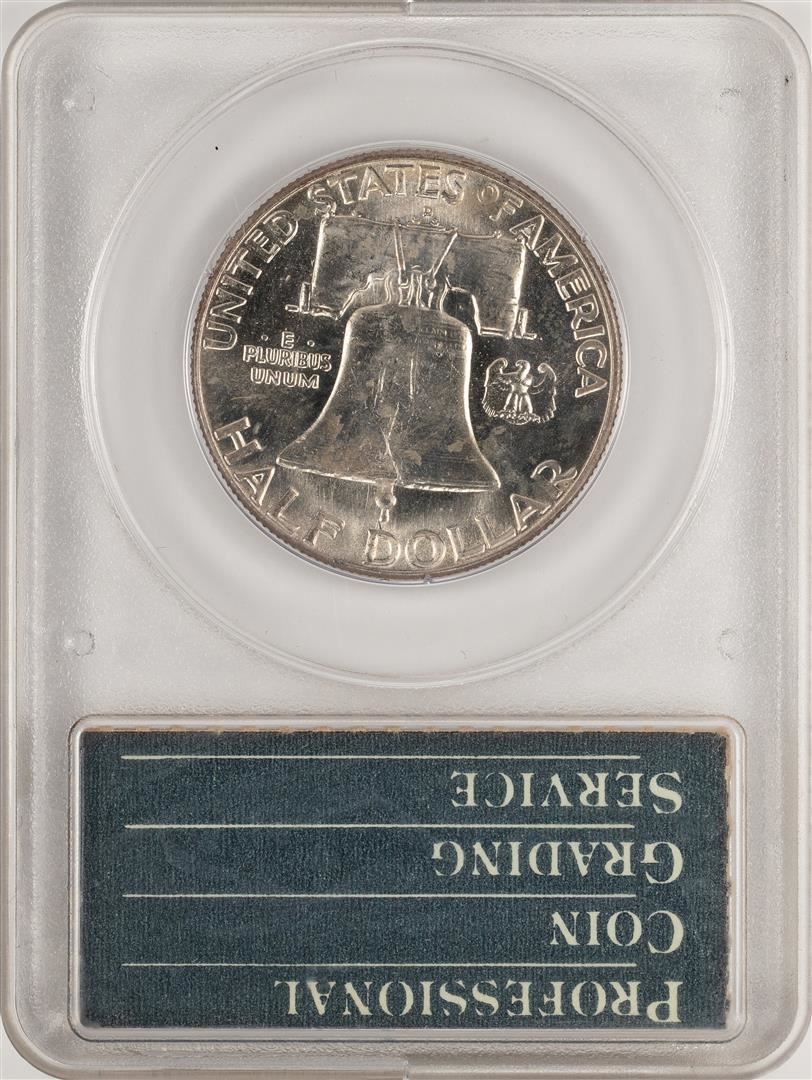 UNITED STATES OF AMERICA
D
· E ·
PLURIBUS
UNUM
HALF DOLLAR
PROFESSIONAL
COIN
GRADING
SERVICE